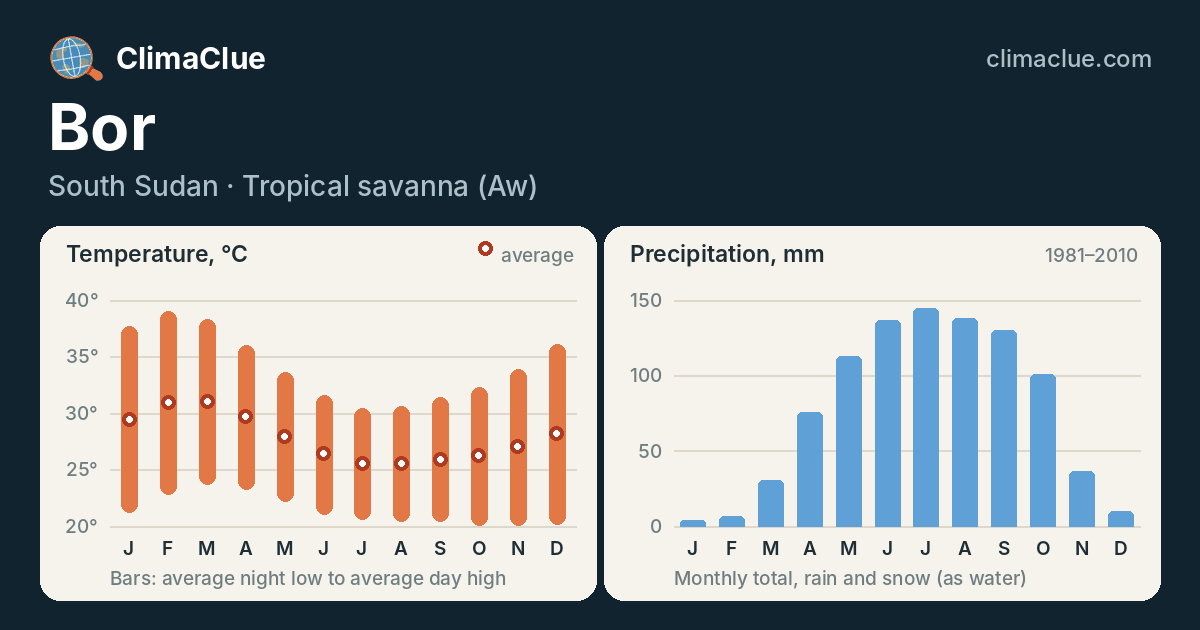 ClimaClue
climaclue.com
Bor
South Sudan · Tropical savanna (Aw)
Temperature, °C
average
40°
35°
30°
25°
20°
J F M A M J J A S O N D
Bars: average night low to average day high
Precipitation, mm
1981–2010
150
100
50
0
J F M A M J J A S O N D
Monthly total, rain and snow (as water)